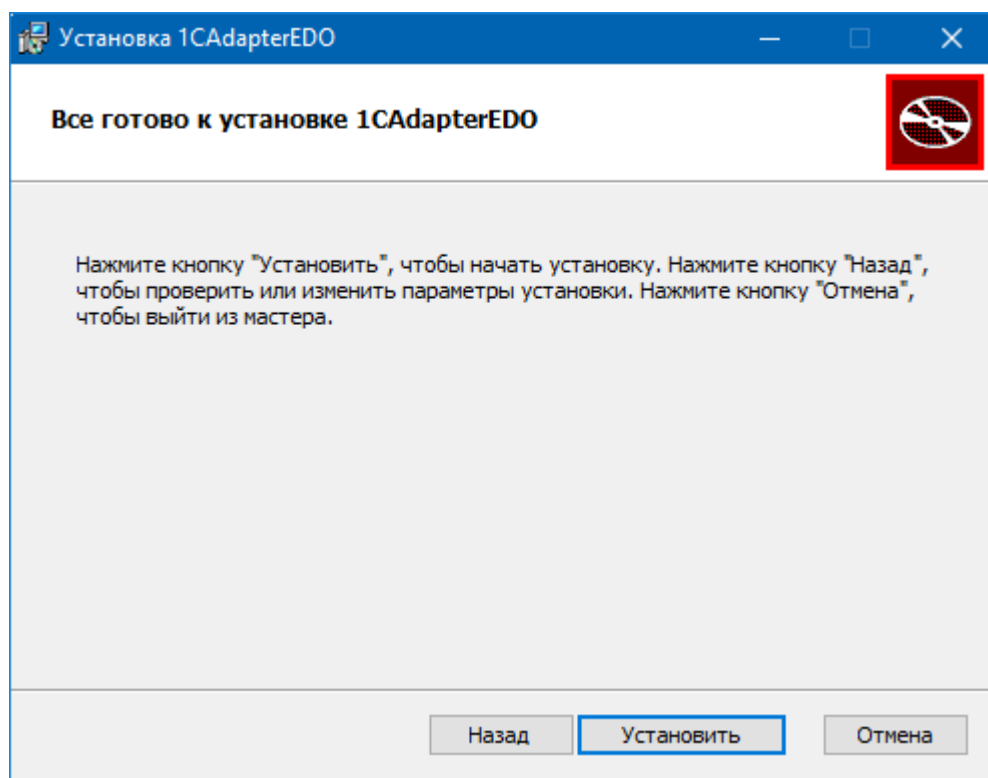 Установка 1CAdapterEDO
Все готово к установке 1CAdapterEDO
Нажмите кнопку "Установить", чтобы начать установку. Нажмите кнопку "Назад",
чтобы проверить или изменить параметры установки. Нажмите кнопку "Отмена",
чтобы выйти из мастера.
Назад
Установить
Отмена